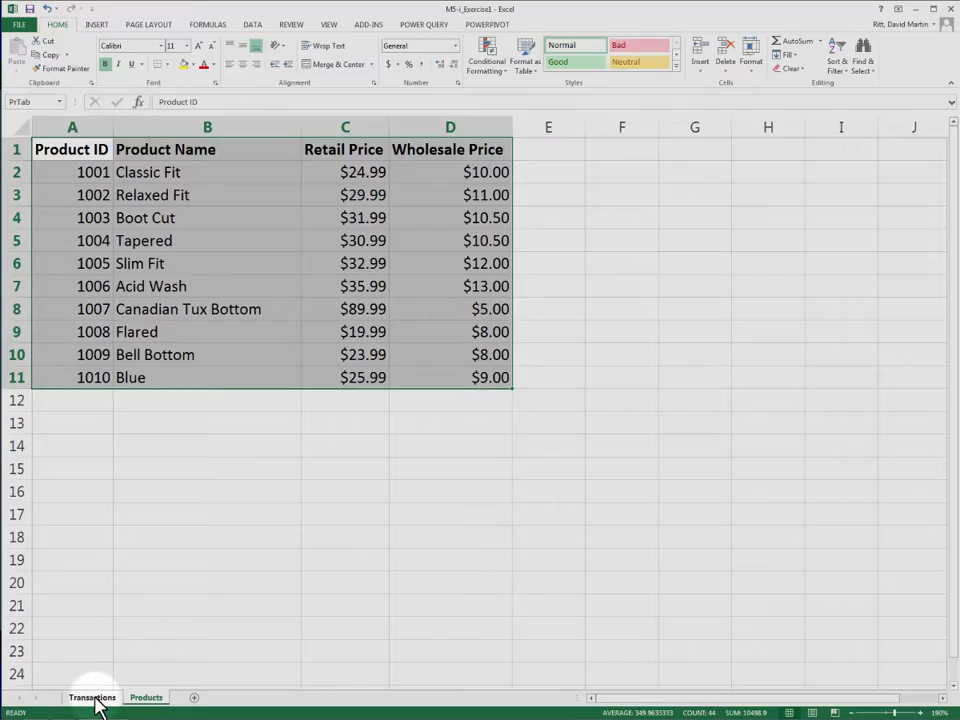 M5-i_Exercise1 - Excel
FILE HOME INSERT PAGE LAYOUT FORMULAS DATA REVIEW VIEW ADD-INS POWER QUERY POWERPIVOT Ritt, David Martin
Paste Cut Copy Format Painter Calibri 11 Wrap Text Merge & Center General Conditional Formatting Format as Table Normal Bad Good Neutral Insert Delete Format AutoSum Fill Clear Sort & Filter Find & Select
Clipboard Font Alignment Number Styles Cells Editing
PrTab Product ID
A B C D E F G H I J
1 Product ID Product Name Retail Price Wholesale Price
2 1001 Classic Fit $24.99 $10.00
3 1002 Relaxed Fit $29.99 $11.00
4 1003 Boot Cut $31.99 $10.50
5 1004 Tapered $30.99 $10.50
6 1005 Slim Fit $32.99 $12.00
7 1006 Acid Wash $35.99 $13.00
8 1007 Canadian Tux Bottom $89.99 $5.00
9 1008 Flared $19.99 $8.00
10 1009 Bell Bottom $23.99 $8.00
11 1010 Blue $25.99 $9.00
12
13
14
15
16
17
18
19
20
21
22
23
24
Transactions Products
READY AVERAGE: 349.9633333 COUNT: 44 SUM: 10498.9 190%